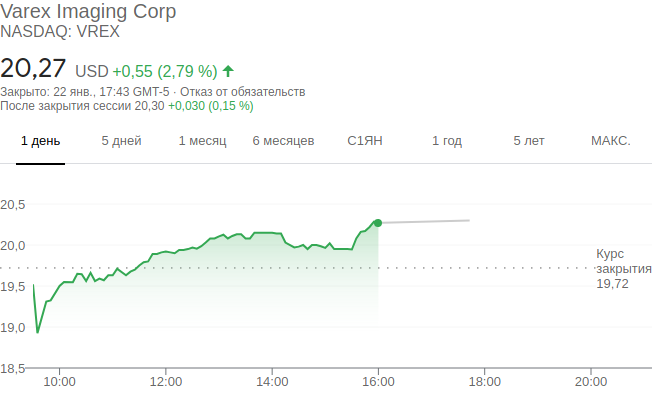 Varex Imaging Corp
NASDAQ: VREX
20,27 USD +0,55 (2,79 %)
Закрыто: 22 янв., 17:43 GMT-5 · Отказ от обязательств
После закрытия сессии 20,30 +0,030 (0,15 %)
1 день 5 дней 1 месяц 6 месяцев С1ЯН 1 год 5 лет МАКС.
20,5
20,0
Курс
закрытия
19,72
19,5
19,0
18,5
10:00 12:00 14:00 16:00 18:00 20:00